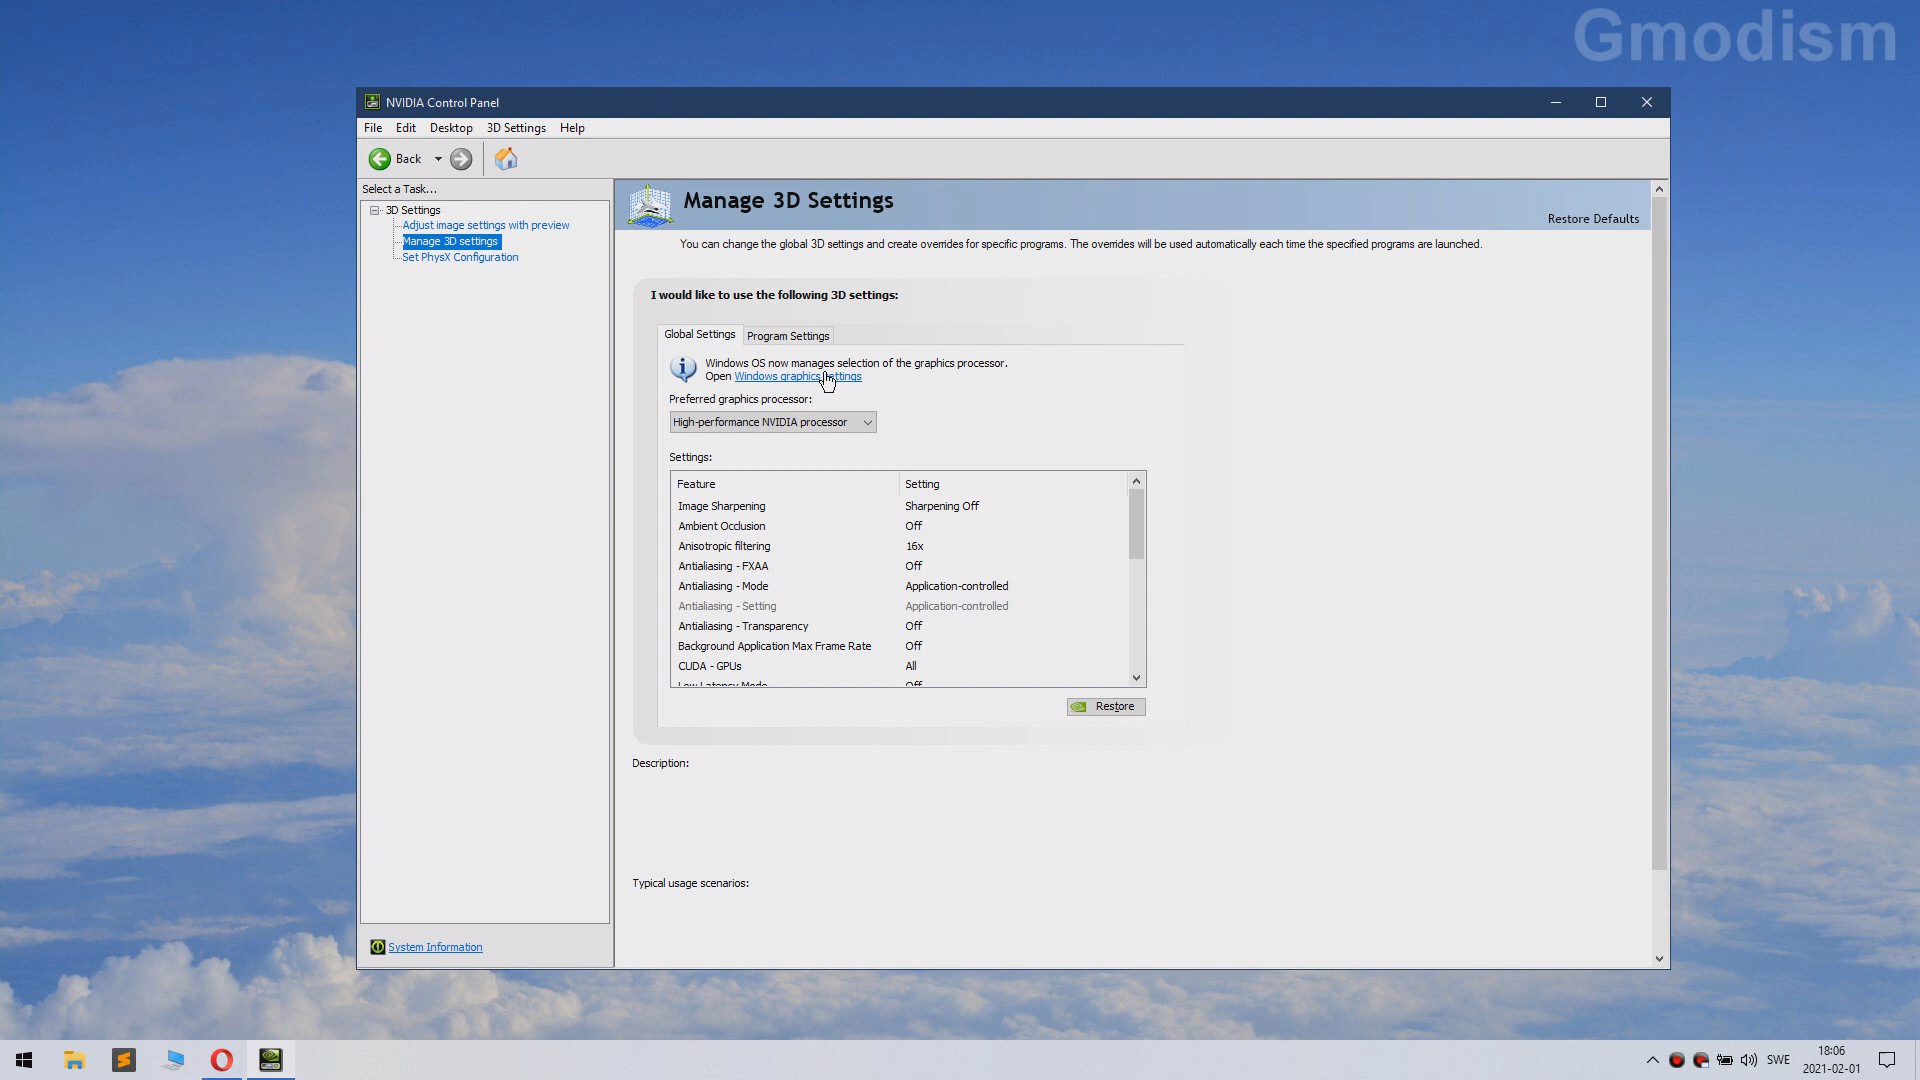 Gmodism
NVIDIA Control Panel
File Edit Desktop 3D Settings Help
Back
Select a Task...
3D Settings
Adjust image settings with preview
Manage 3D settings
Set PhysX Configuration
System Information
Manage 3D Settings
Restore Defaults
You can change the global 3D settings and create overrides for specific programs. The overrides will be used automatically each time the specified programs are launched.
I would like to use the following 3D settings:
Global Settings Program Settings
Windows OS now manages selection of the graphics processor.
Open Windows graphics settings
Preferred graphics processor:
High-performance NVIDIA processor
Settings:
Feature Setting
Image Sharpening Sharpening Off
Ambient Occlusion Off
Anisotropic filtering 16x
Antialiasing - FXAA Off
Antialiasing - Mode Application-controlled
Antialiasing - Setting Application-controlled
Antialiasing - Transparency Off
Background Application Max Frame Rate Off
CUDA - GPUs All
Low Latency Mode Off
Restore
Description:
Typical usage scenarios:
SWE
18:06
2021-02-01